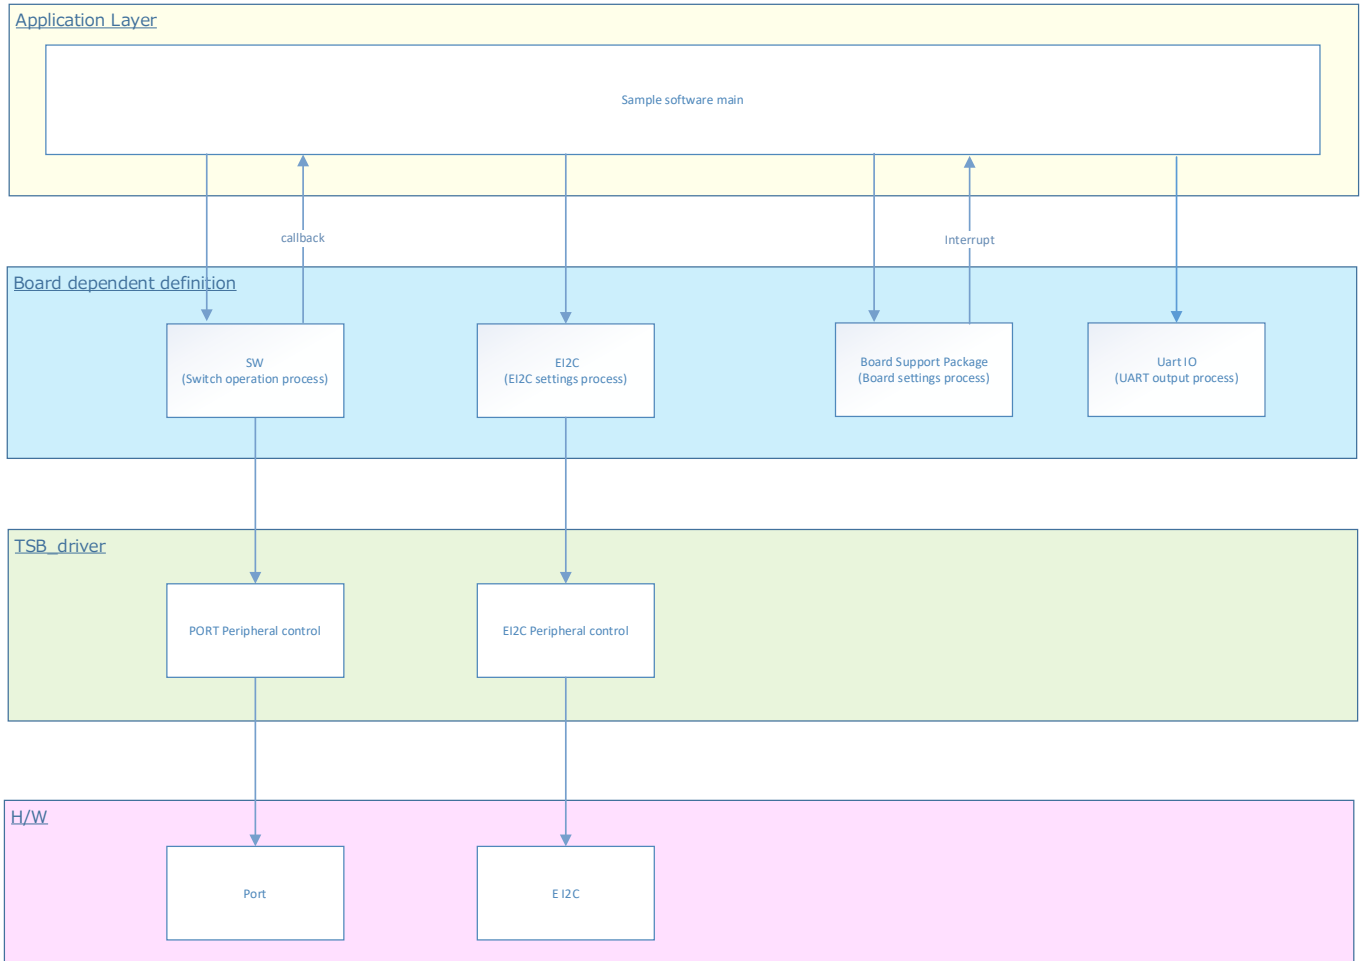 Application Layer
Sample software main
callback
Interrupt
Board dependent definition
SW
(Switch operation process)
EI2C
(EI2C settings process)
Board Support Package
(Board settings process)
Uart IO
(UART output process)
TSB_driver
PORT Peripheral control
EI2C Peripheral control
H/W
Port
E I2C